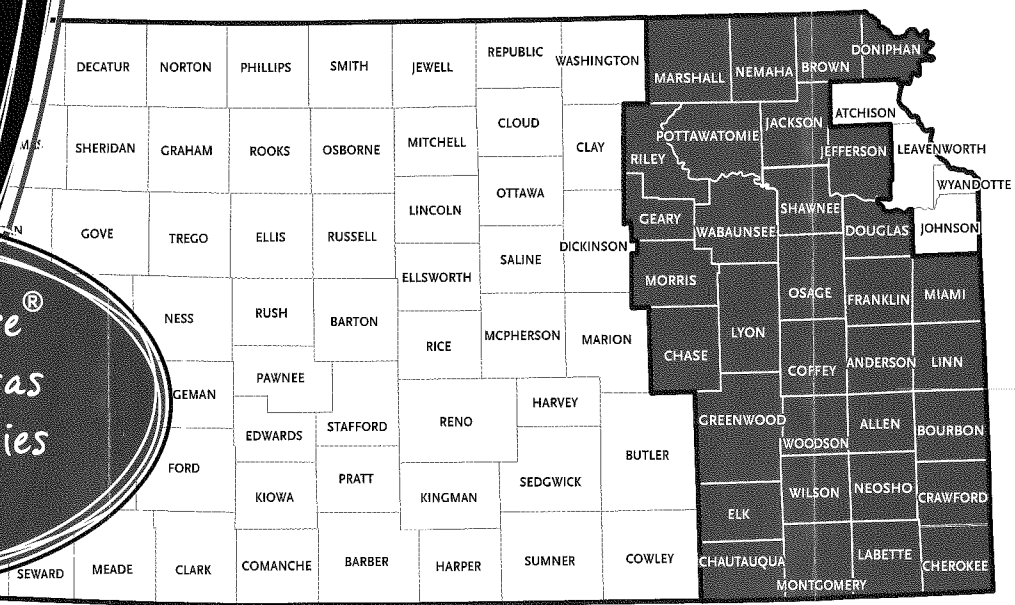 DECATUR
NORTON
PHILLIPS
SMITH
JEWELL
REPUBLIC
WASHINGTON
MARSHALL
NEMAHA
BROWN
DONIPHAN
SHERIDAN
GRAHAM
ROOKS
OSBORNE
MITCHELL
CLOUD
CLAY
RILEY
POTTAWATOMIE
JACKSON
ATCHISON
JEFFERSON
LEAVENWORTH
WYANDOTTE
GOVE
TREGO
ELLIS
RUSSELL
LINCOLN
OTTAWA
SALINE
DICKINSON
GEARY
WABAUNSEE
SHAWNEE
DOUGLAS
JOHNSON
NESS
RUSH
BARTON
ELLSWORTH
RICE
MCPHERSON
MARION
MORRIS
CHASE
LYON
OSAGE
FRANKLIN
MIAMI
COFFEY
ANDERSON
LINN
GEMAN
PAWNEE
EDWARDS
STAFFORD
RENO
HARVEY
BUTLER
GREENWOOD
WOODSON
ALLEN
BOURBON
FORD
KIOWA
PRATT
KINGMAN
SEDGWICK
ELK
WILSON
NEOSHO
CRAWFORD
SEWARD
MEADE
CLARK
COMANCHE
BARBER
HARPER
SUMNER
COWLEY
CHAUTAUQUA
MONTGOMERY
LABETTE
CHEROKEE
e®
as
ies